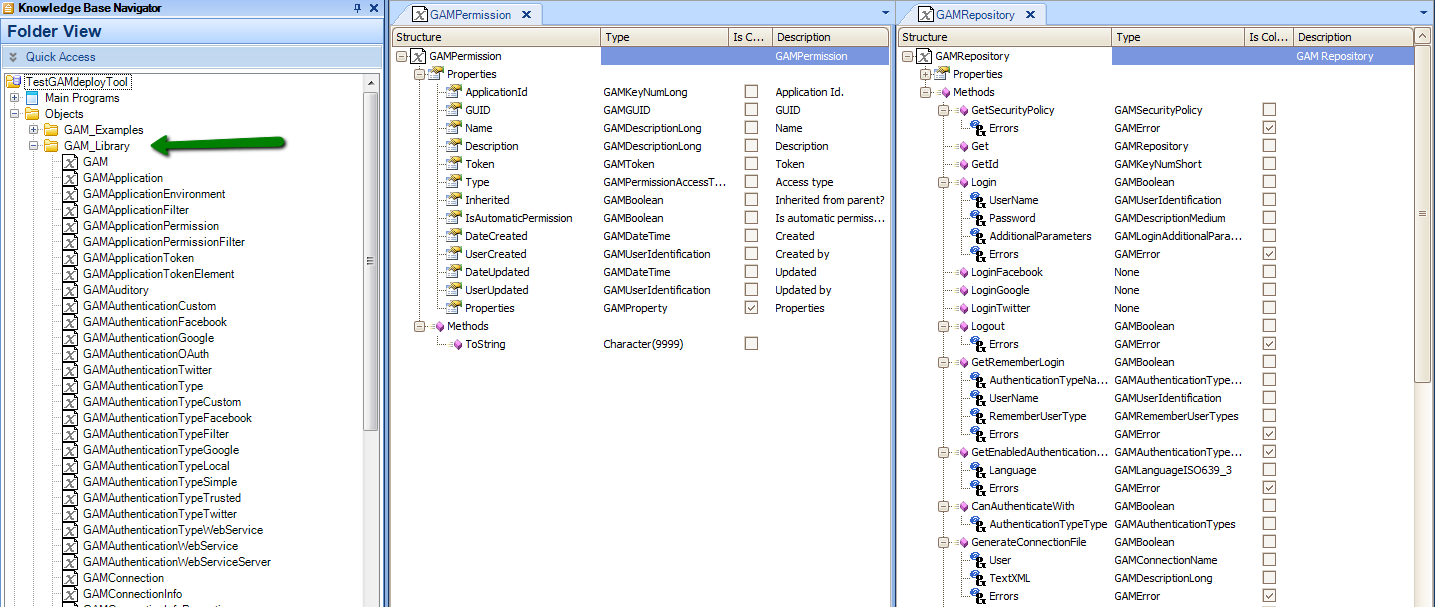 Knowledge Base Navigator
Folder View
Quick Access
TestGAMdeployTool
Main Programs
Objects
GAM_Examples
GAM_Library
GAM
GAMApplication
GAMApplicationEnvironment
GAMApplicationFilter
GAMApplicationPermission
GAMApplicationPermissionFilter
GAMApplicationToken
GAMApplicationTokenElement
GAMAuditory
GAMAuthenticationCustom
GAMAuthenticationFacebook
GAMAuthenticationGoogle
GAMAuthenticationOAuth
GAMAuthenticationTwitter
GAMAuthenticationType
GAMAuthenticationTypeCustom
GAMAuthenticationTypeFacebook
GAMAuthenticationTypeFilter
GAMAuthenticationTypeGoogle
GAMAuthenticationTypeLocal
GAMAuthenticationTypeSimple
GAMAuthenticationTypeTrusted
GAMAuthenticationTypeTwitter
GAMAuthenticationTypeWebService
GAMAuthenticationWebService
GAMAuthenticationWebServiceServer
GAMConnection
GAMConnectionInfo
GAMPermission
Structure Type Is C... Description
GAMPermission GAMPermission
Properties
ApplicationId GAMKeyNumLong Application Id.
GUID GAMGUID GUID
Name GAMDescriptionLong Name
Description GAMDescriptionLong Description
Token GAMToken Token
Type GAMPermissionAccessT... Access type
Inherited GAMBoolean Inherited from parent?
IsAutomaticPermission GAMBoolean Is automatic permiss...
DateCreated GAMDateTime Created
UserCreated GAMUserIdentification Created by
DateUpdated GAMDateTime Updated
UserUpdated GAMUserIdentification Updated by
Properties GAMProperty Properties
Methods
ToString Character(9999)
GAMRepository
Structure Type Is Col... Description
GAMRepository GAM Repository
Properties
Methods
GetSecurityPolicy GAMSecurityPolicy
Errors GAMError
Get GAMRepository
GetId GAMKeyNumShort
Login GAMBoolean
UserName GAMUserIdentification
Password GAMDescriptionMedium
AdditionalParameters GAMLoginAdditionalPara...
Errors GAMError
LoginFacebook None
LoginGoogle None
LoginTwitter None
Logout GAMBoolean
Errors GAMError
GetRememberLogin GAMBoolean
AuthenticationTypeNa... GAMAuthenticationType...
UserName GAMUserIdentification
RememberUserType GAMRememberUserTypes
Errors GAMError
GetEnabledAuthentication... GAMAuthenticationType...
Language GAMLanguageISO639_3
Errors GAMError
CanAuthenticateWith GAMBoolean
AuthenticationTypeType GAMAuthenticationTypes
GenerateConnectionFile GAMBoolean
User GAMConnectionName
TextXML GAMDescriptionLong
Errors GAMError